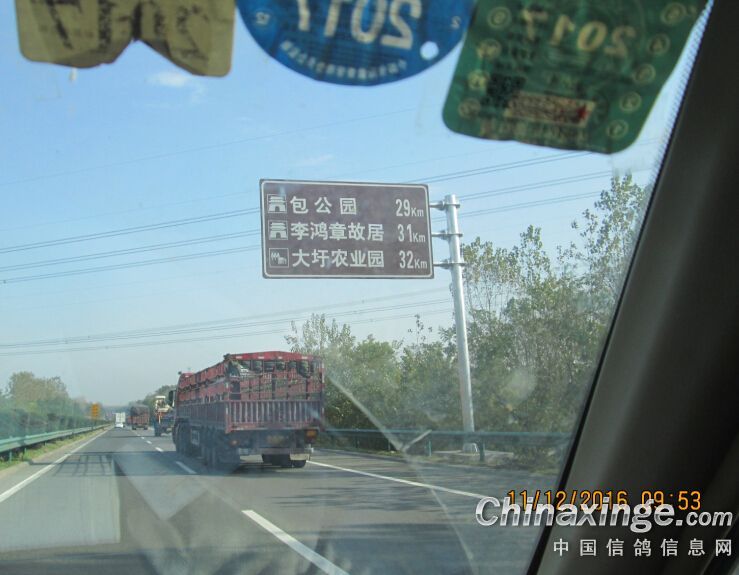 2017
2017
包公园 29Km
李鸿章故居 31Km
大圩农业园 32Km
11/12/2016 09:53
Chinaxinge.com
中国信鸽信息网